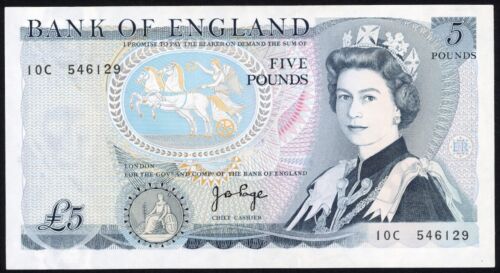 BANK OF ENGLAND
I PROMISE TO PAY THE BEARER ON DEMAND THE SUM OF
5
POUNDS
10C 546129
FIVE
POUNDS
LONDON
FOR THE GOVR AND COMPA OF THE BANK OF ENGLAND
£5
CHIEF CASHIER
10C 546129